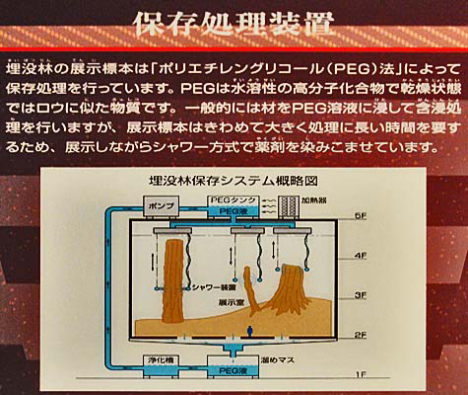 保存処理装置
埋没林の展示標本は「ポリエチレングリコール(PEG)法」によって
保存処理を行っています。PEGは水溶性の高分子化合物で乾燥状態
ではロウに似た物質です。一般的には材をPEG溶液に浸して含浸処
理を行いますが、展示標本はきわめて大きく処理に長い時間を要す
るため、展示しながらシャワー方式で薬剤を染みこませています。
埋没林保存システム概略図
ポンプ
PEGタンク
PEG液
加熱器
5F
4F
シャワー装置
展示室
3F
2F
浄化槽
PEG液
溜めマス
1F